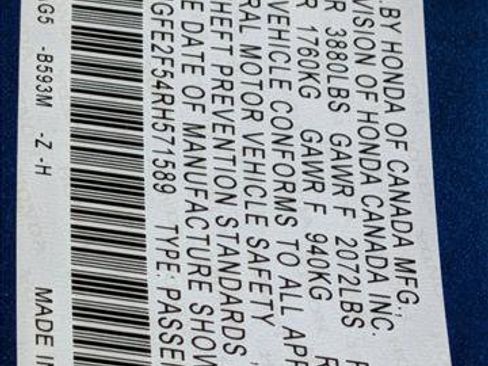 BY HONDA OF CANADA MFG.,
VISION OF HONDA CANADA INC.
R 3880LBS GAWR F 2072LBS
R 1760KG GAWR F 940KG
VEHICLE CONFORMS TO ALL APP
RAL MOTOR VEHICLE SAFETY
HEFT PREVENTION STANDARDS
E DATE OF MANUFACTURE SHOW
GFE2F54RH571589 TYPE: PASSE
G5 -B593M -Z-H MADE IN